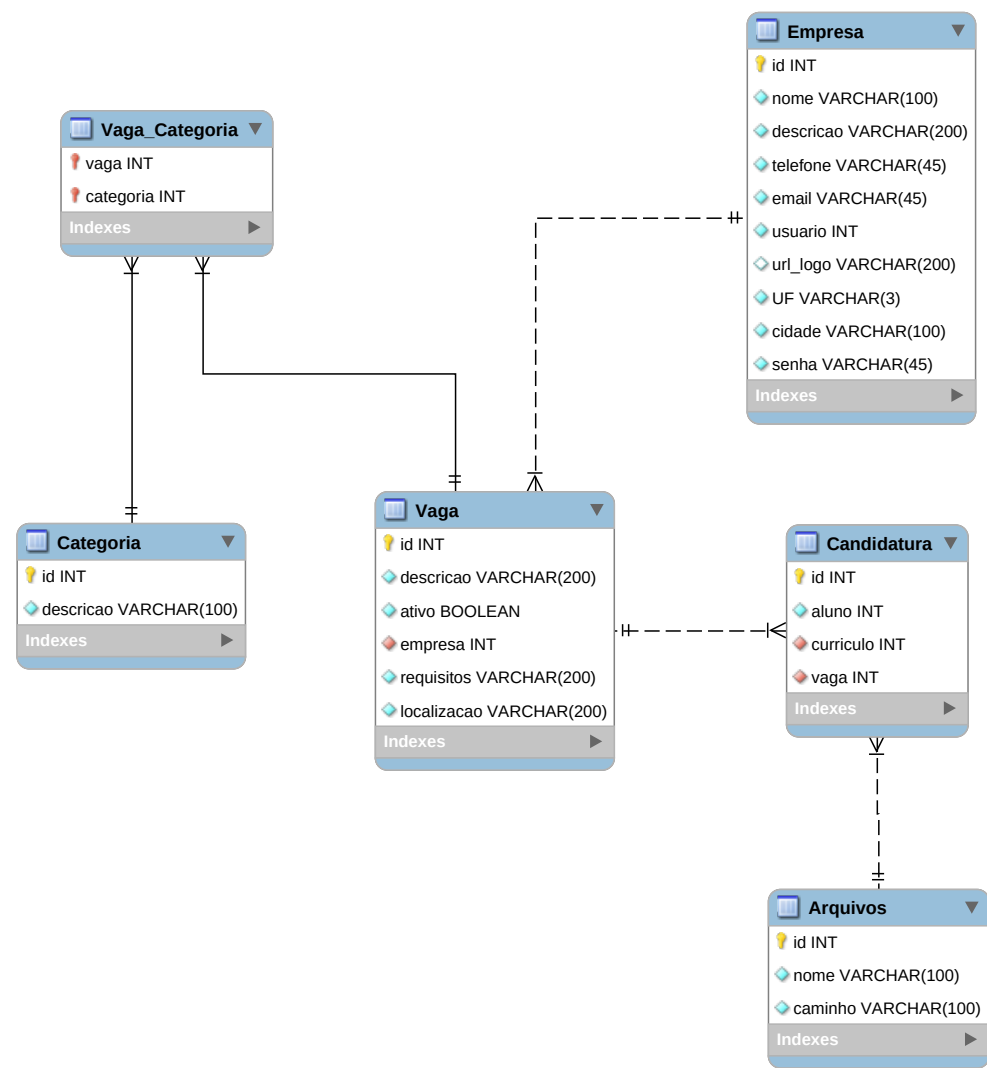 Empresa
id INT
nome VARCHAR(100)
descricao VARCHAR(200)
telefone VARCHAR(45)
email VARCHAR(45)
usuario INT
url_logo VARCHAR(200)
UF VARCHAR(3)
cidade VARCHAR(100)
senha VARCHAR(45)
Indexes
Vaga_Categoria
vaga INT
categoria INT
Indexes
Categoria
id INT
descricao VARCHAR(100)
Indexes
Vaga
id INT
descricao VARCHAR(200)
ativo BOOLEAN
empresa INT
requisitos VARCHAR(200)
localizacao VARCHAR(200)
Indexes
Candidatura
id INT
aluno INT
curriculo INT
vaga INT
Indexes
Arquivos
id INT
nome VARCHAR(100)
caminho VARCHAR(100)
Indexes